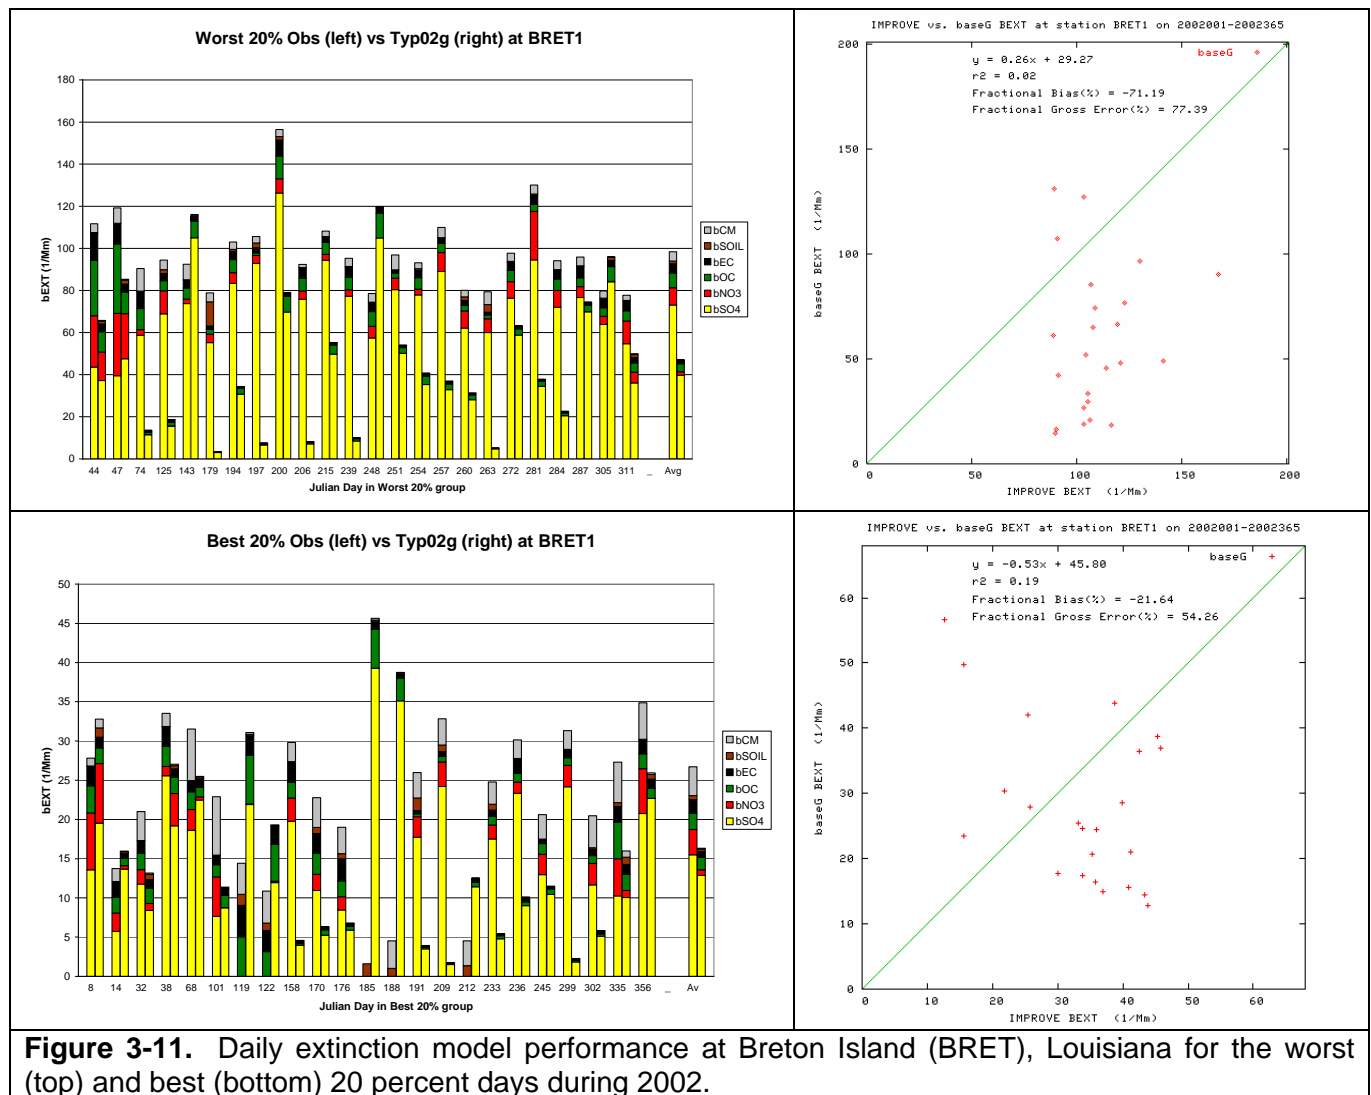 Worst 20% Obs (left) vs Typ02g (right) at BRET1
180
160
140
120
100
80
60
40
20
0
bEXT (1/Mm)
44 47 74 125 143 179 194 197 200 206 215 239 248 251 254 257 260 263 272 281 284 287 305 311 _ Avg
Julian Day in Worst 20% group
bCM
bSOIL
bEC
bOC
bNO3
bSO4
IMPROVE vs. baseG BEXT at station BRET1 on 2002001-2002365
baseG
y = 0.26x + 29.27
r2 = 0.02
Fractional Bias(%) = -71.19
Fractional Gross Error(%) = 77.39
200
150
100
50
0
baseG BEXT (1/Mm)
0 50 100 150 200
IMPROVE BEXT (1/Mm)
Best 20% Obs (left) vs Typ02g (right) at BRET1
50
45
40
35
30
25
20
15
10
5
0
bEXT (1/Mm)
8 14 32 38 68 101 119 122 158 170 176 185 188 191 209 212 233 236 245 299 302 335 356 _ Av
Julian Day in Best 20% group
bCM
bSOIL
bEC
bOC
bNO3
bSO4
IMPROVE vs. baseG BEXT at station BRET1 on 2002001-2002365
baseG
y = -0.53x + 45.80
r2 = 0.19
Fractional Bias(%) = -21.64
Fractional Gross Error(%) = 54.26
60
50
40
30
20
10
0
baseG BEXT (1/Mm)
0 10 20 30 40 50 60
IMPROVE BEXT (1/Mm)
Figure 3-11. Daily extinction model performance at Breton Island (BRET), Louisiana for the worst
(top) and best (bottom) 20 percent days during 2002.